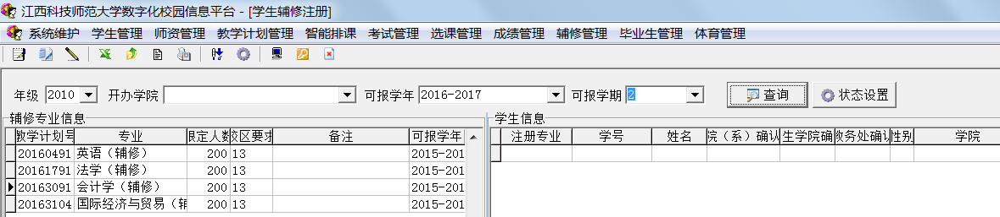 江西科技师范大学数字化校园信息平台 - [学生辅修注册]
系统维护 学生管理 师资管理 教学计划管理 智能排课 考试管理 选课管理 成绩管理 辅修管理 毕业生管理 体育管理
年级 2010 开办学院 可报学年 2016-2017 可报学期 2 查询 状态设置
辅修专业信息 学生信息
教学计划号 专业 限定人数 校区要求 备注 可报学年 注册专业 学号 姓名 院（系）确认 生学院确 教务处确认 性别 学院
20160491 英语（辅修） 200 13 2015-201
20161791 法学（辅修） 200 13 2015-201
20163091 会计学（辅修） 200 13 2015-201
20163104 国际经济与贸易（辅 200 13 2015-201